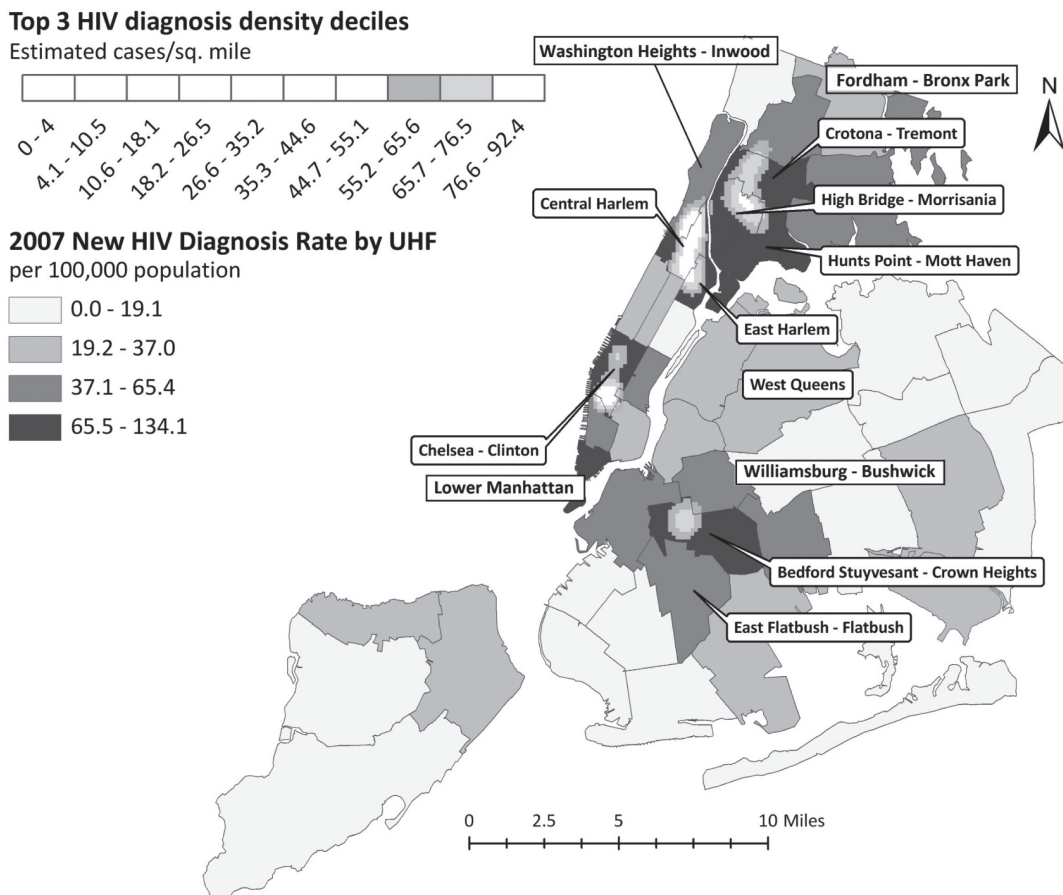 Top 3 HIV diagnosis density deciles
Estimated cases/sq. mile
0 - 4
4.1 - 10.5
10.6 - 18.1
18.2 - 26.5
26.6 - 35.2
35.3 - 44.6
44.7 - 55.1
55.2 - 65.6
65.7 - 76.5
76.6 - 92.4
2007 New HIV Diagnosis Rate by UHF
per 100,000 population
0.0 - 19.1
19.2 - 37.0
37.1 - 65.4
65.5 - 134.1
Washington Heights - Inwood
Fordham - Bronx Park
N
Crotona - Tremont
Central Harlem
High Bridge - Morrisania
Hunts Point - Mott Haven
East Harlem
West Queens
Chelsea - Clinton
Lower Manhattan
Williamsburg - Bushwick
Bedford Stuyvesant - Crown Heights
East Flatbush - Flatbush
0 2.5 5 10 Miles